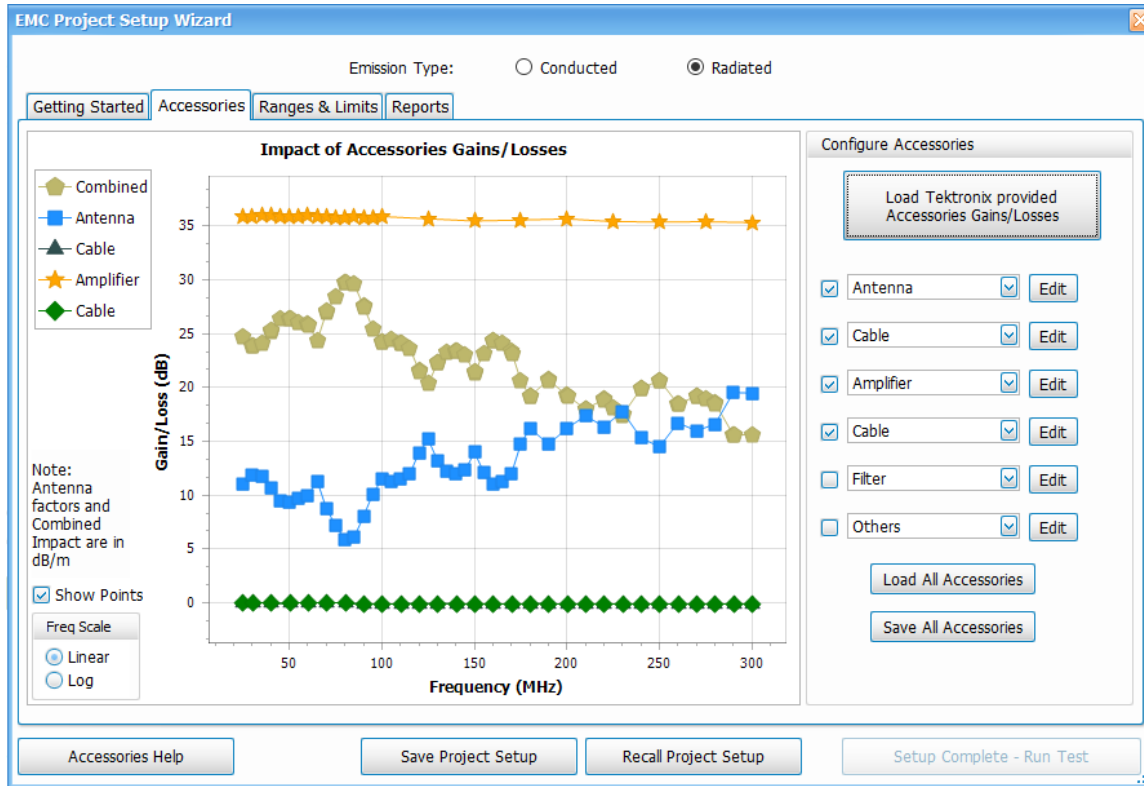 EMC Project Setup Wizard
Emission Type:
Conducted
Radiated
Getting Started
Accessories
Ranges & Limits
Reports
Impact of Accessories Gains/Losses
Combined
Antenna
Cable
Amplifier
Cable
Note:
Antenna
factors and
Combined
Impact are in
dB/m
Show Points
Freq Scale
Linear
Log
Gain/Loss (dB)
35
30
25
20
15
10
5
0
50
100
150
200
250
300
Frequency (MHz)
Configure Accessories
Load Tektronix provided
Accessories Gains/Losses
Antenna
Edit
Cable
Edit
Amplifier
Edit
Cable
Edit
Filter
Edit
Others
Edit
Load All Accessories
Save All Accessories
Accessories Help
Save Project Setup
Recall Project Setup
Setup Complete - Run Test